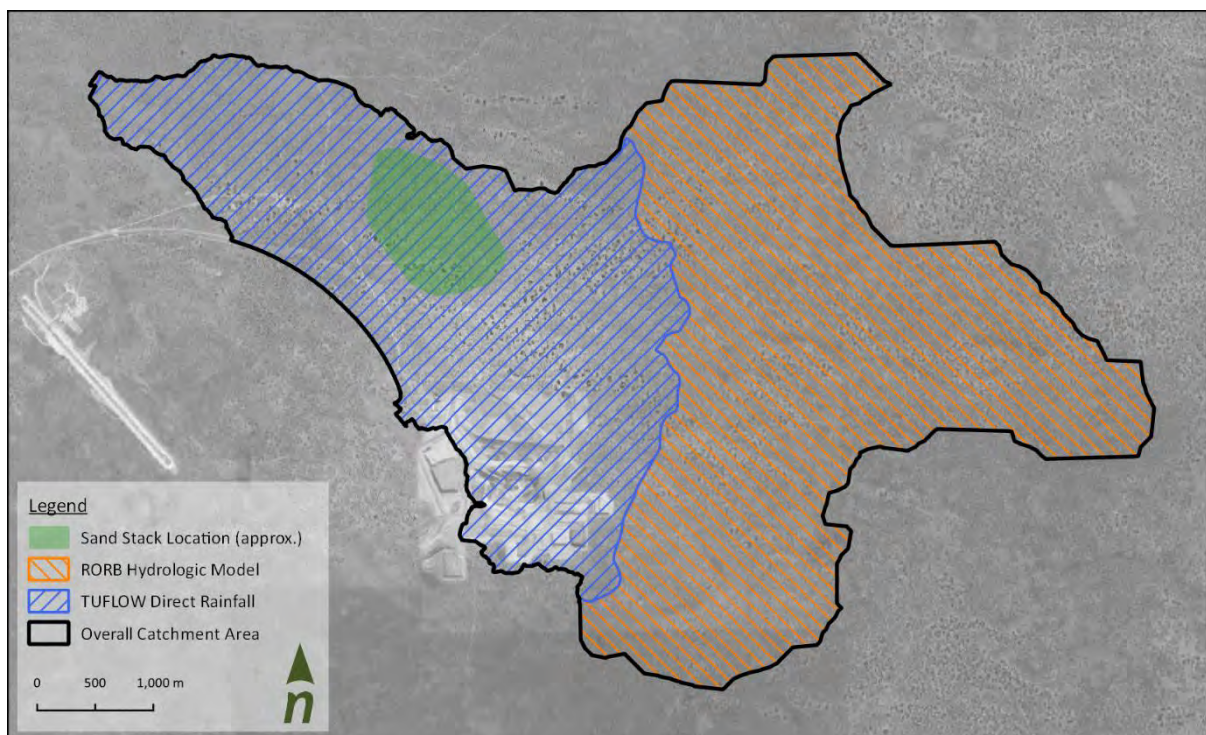 Legend
Sand Stack Location (approx.)
RORB Hydrologic Model
TUFLOW Direct Rainfall
Overall Catchment Area
0 500 1,000 m
n